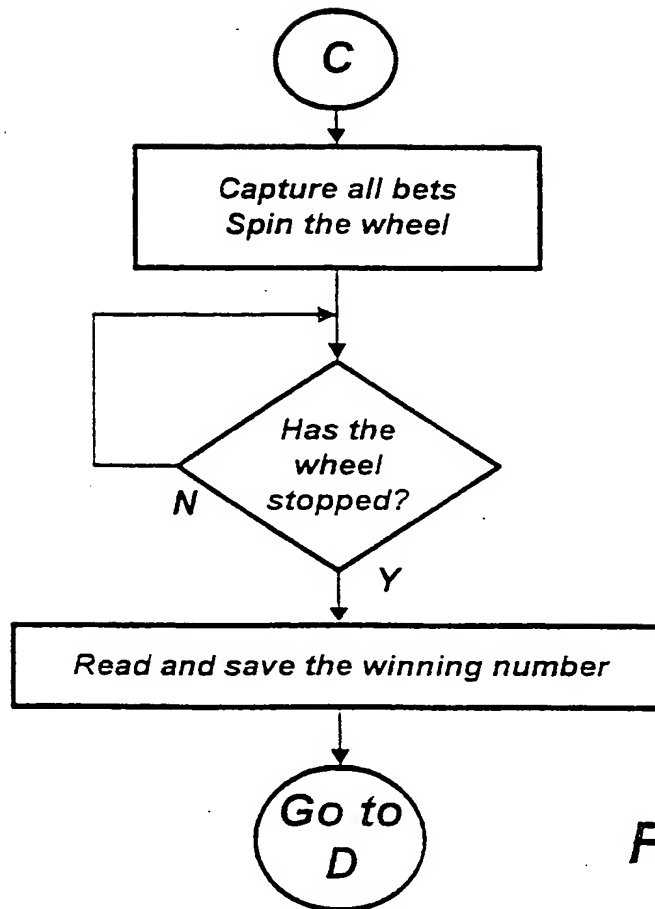 C
Capture all bets
Spin the wheel
Has the
wheel
stopped?
N
Y
Read and save the winning number
Go to
D
F